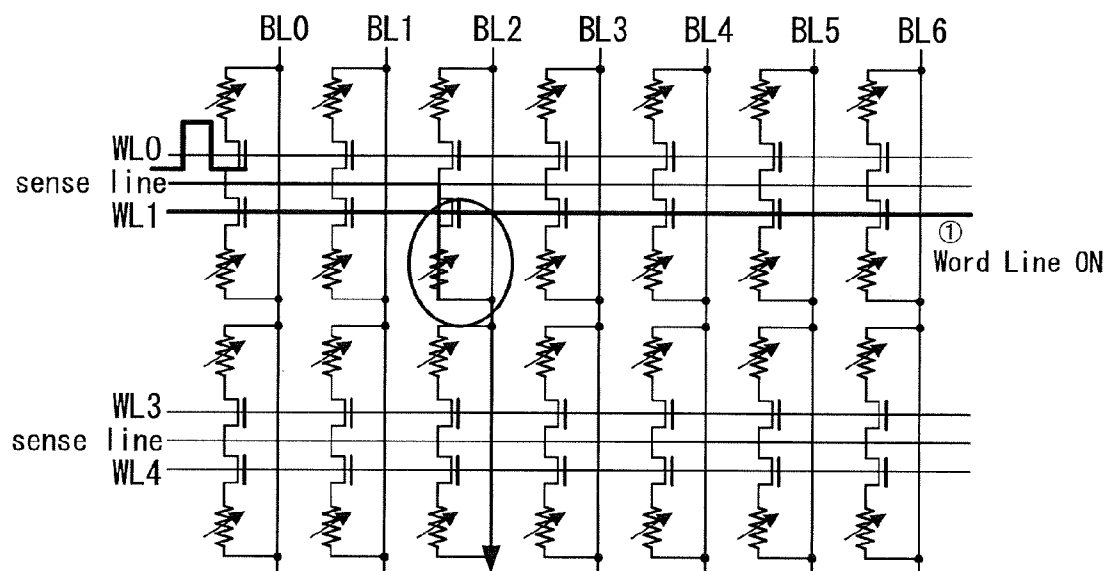 BL0 BL1 BL2 BL3 BL4 BL5 BL6
WL0
sense line
WL1
①
Word Line ON
WL3
sense line
WL4